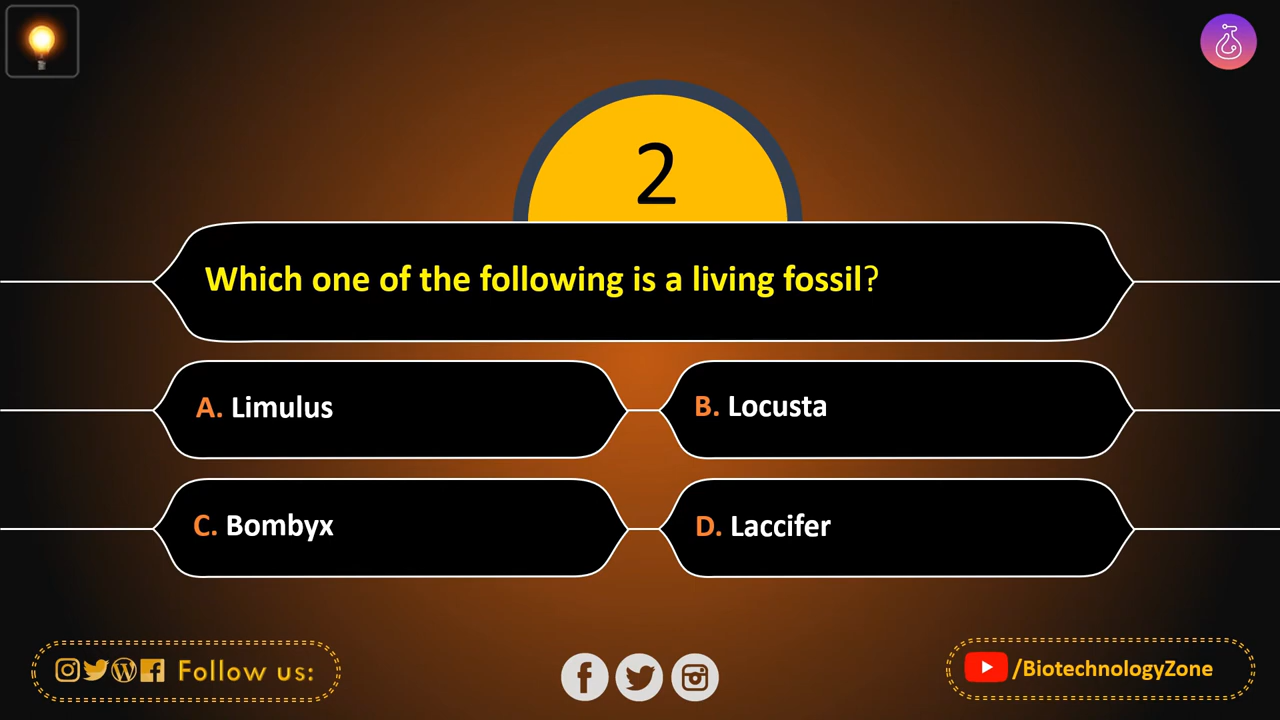 2
Which one of the following is a living fossil?
A. Limulus
B. Locusta
C. Bombyx
D. Laccifer
Follow us:
/BiotechnologyZone